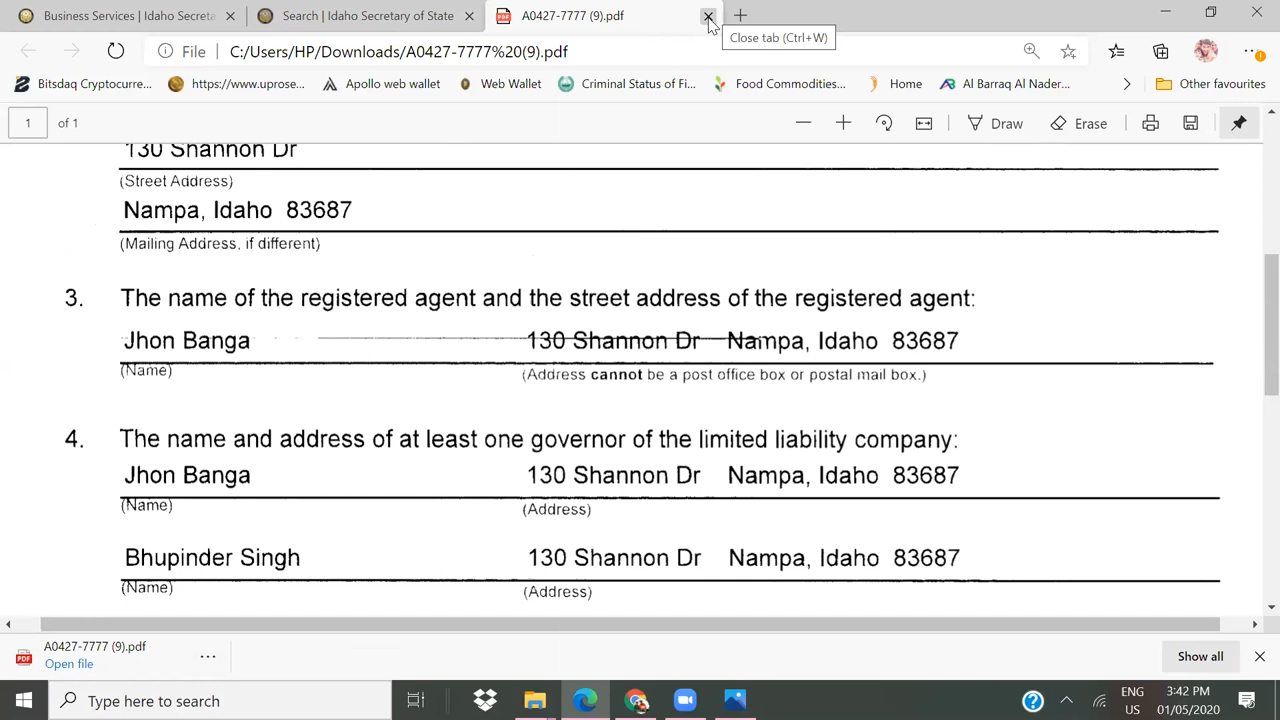 Business Services | Idaho Secreta
Search | Idaho Secretary of State
A0427-7777 (9).pdf
Close tab (Ctrl+W)
File
C:/Users/HP/Downloads/A0427-7777%20(9).pdf
Bitsdaq Cryptocurre...
https://www.uprose...
Apollo web wallet
Web Wallet
Criminal Status of Fi...
Food Commodities...
Home
Al Barraq Al Nader...
Other favourites
1 of 1
Draw
Erase
130 Shannon Dr
(Street Address)
Nampa, Idaho 83687
(Mailing Address, if different)
3. The name of the registered agent and the street address of the registered agent:
Jhon Banga 130 Shannon Dr Nampa, Idaho 83687
(Name) (Address cannot be a post office box or postal mail box.)
4. The name and address of at least one governor of the limited liability company:
Jhon Banga 130 Shannon Dr Nampa, Idaho 83687
(Name) (Address)
Bhupinder Singh 130 Shannon Dr Nampa, Idaho 83687
(Name) (Address)
A0427-7777 (9).pdf
Open file
Show all
Type here to search
ENG
US
3:42 PM
01/05/2020